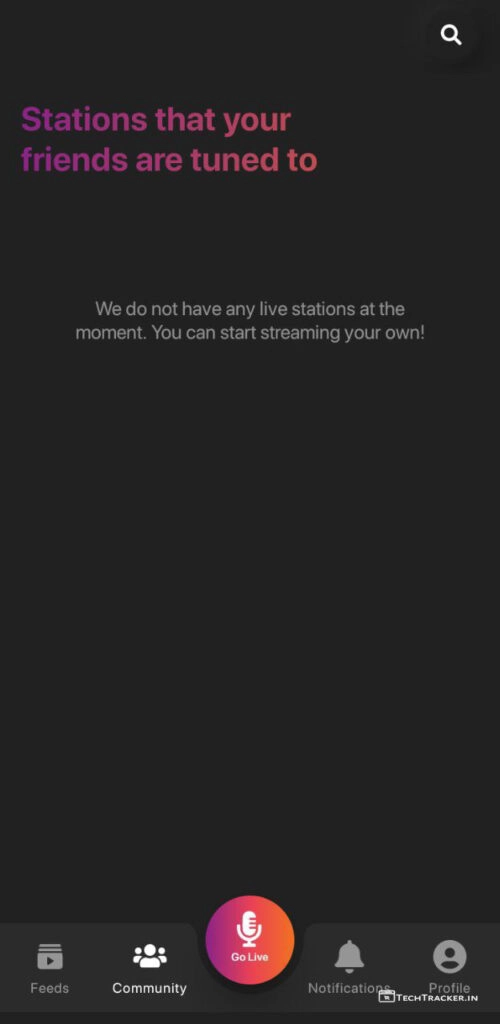 Stations that your
friends are tuned to
We do not have any live stations at the
moment. You can start streaming your own!
Go Live
Feeds
Community
Notifications
Profile
TECHTRACKER.IN